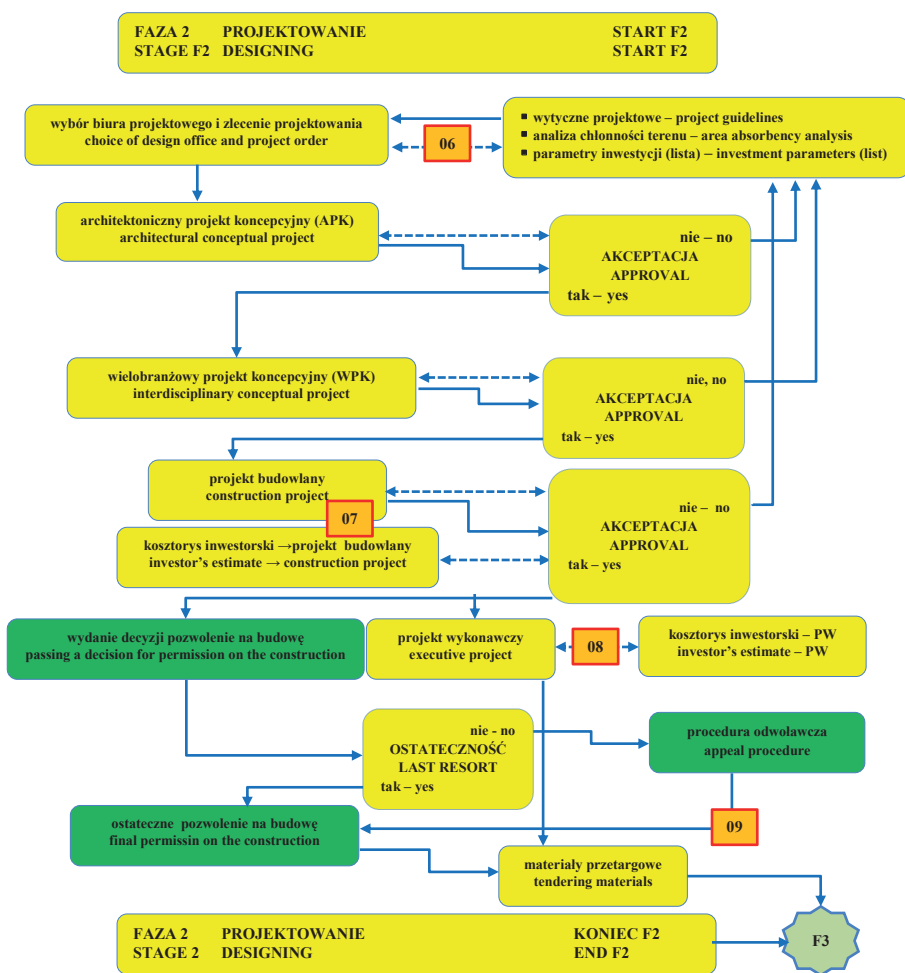 FAZA 2 PROJEKTOWANIE START F2
STAGE F2 DESIGNING START F2
wybór biura projektowego i zlecenie projektowania
choice of design office and project order
06
▪ wytyczne projektowe – project guidelines
▪ analiza chłonności terenu – area absorbency analysis
▪ parametry inwestycji (lista) – investment parameters (list)
architektoniczny projekt koncepcyjny (APK)
architectural conceptual project
nie – no
AKCEPTACJA
APPROVAL
tak – yes
wielobranżowy projekt koncepcyjny (WPK)
interdisciplinary conceptual project
nie, no
AKCEPTACJA
APPROVAL
tak – yes
projekt budowlany
construction project
07
nie – no
AKCEPTACJA
APPROVAL
tak – yes
kosztorys inwestorski →projekt budowlany
investor's estimate → construction project
wydanie decyzji pozwolenie na budowę
passing a decision for permission on the construction
projekt wykonawczy
executive project
08
kosztorys inwestorski – PW
investor's estimate – PW
nie - no
OSTATECZNOŚĆ
LAST RESORT
tak – yes
procedura odwoławcza
appeal procedure
ostateczne pozwolenie na budowę
final permissin on the construction
09
materiały przetargowe
tendering materials
FAZA 2 PROJEKTOWANIE KONIEC F2
STAGE 2 DESIGNING END F2
F3